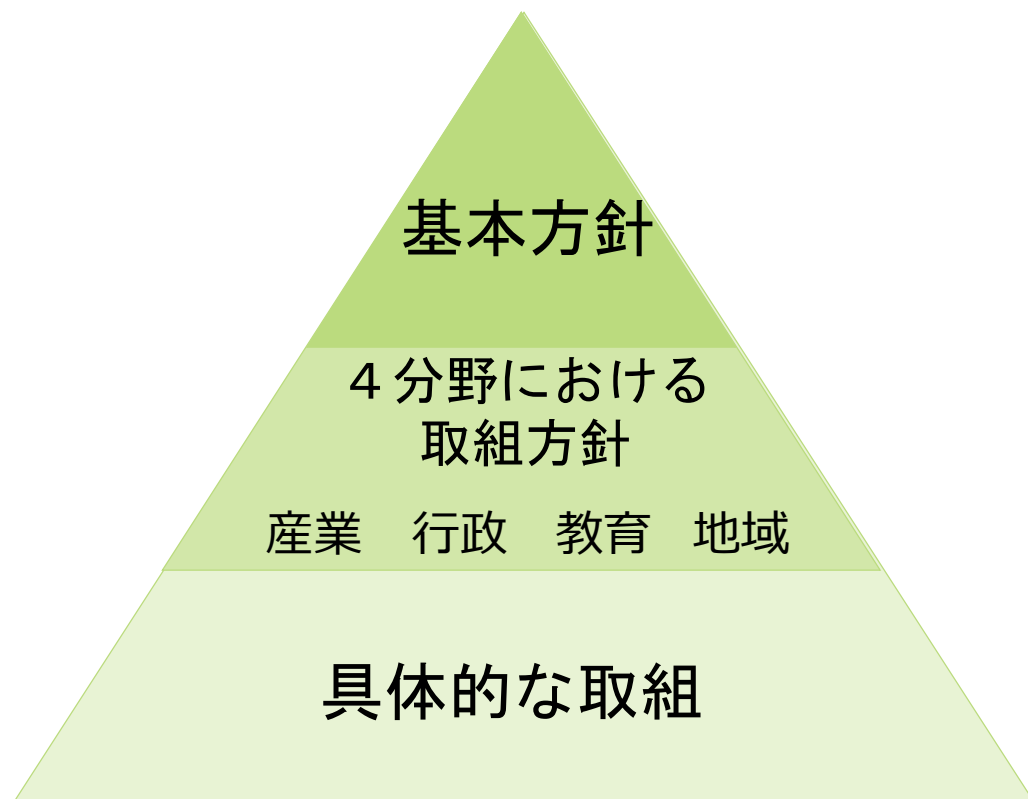 基本方針
４分野における
取組方針
産業　行政　教育　地域
具体的な取組